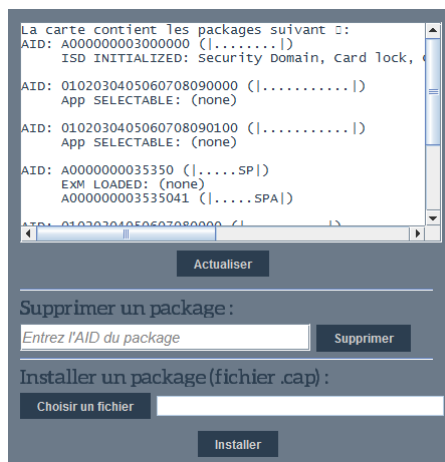 La carte contient les packages suivant ▯:
AID: A000000003000000 (|........|)
ISD INITIALIZED: Security Domain, Card lock,
AID: 0102030405060708090000 (|...........|)
App SELECTABLE: (none)
AID: 0102030405060708090100 (|...........|)
App SELECTABLE: (none)
AID: A0000000035350 (|.....SP|)
ExM LOADED: (none)
A000000003535041 (|.....SPA|)
AID: 01020304050607080000 (|..........|)
Actualiser
Supprimer un package :
Entrez l'AID du package
Supprimer
Installer un package (fichier .cap) :
Choisir un fichier
Installer